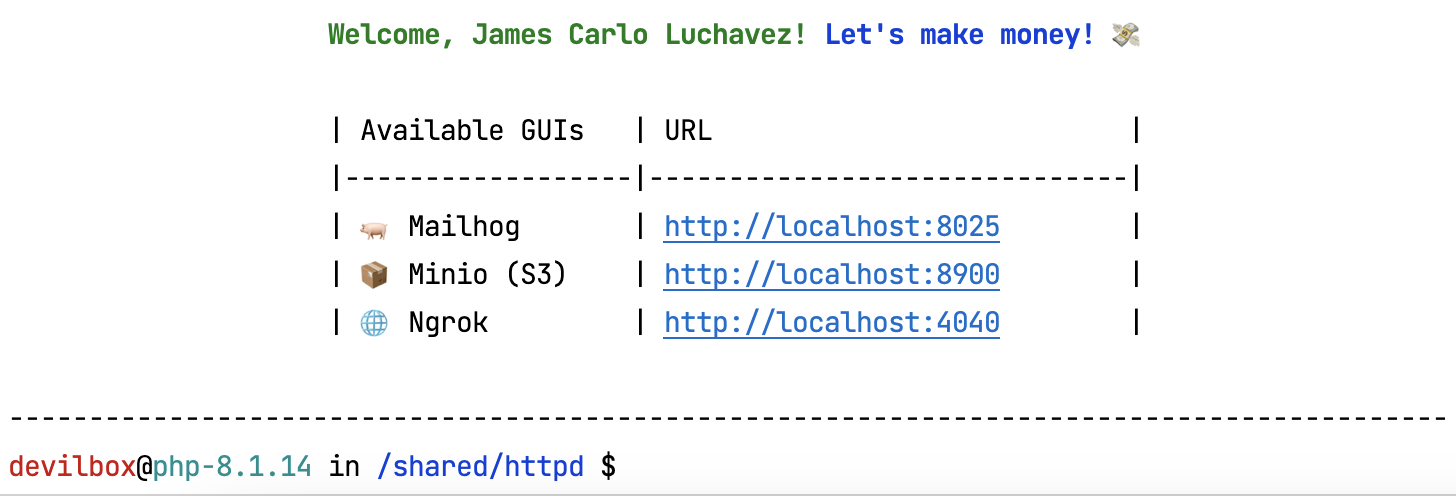 Welcome, James Carlo Luchavez! Let's make money! 💸
| Available GUIs | URL |
|------------------|------------------------------|
| 🐖 Mailhog | http://localhost:8025 |
| 📦 Minio (S3) | http://localhost:8900 |
| 🌐 Ngrok | http://localhost:4040 |
------------------------------------------------------------------------------------------
devilbox@php-8.1.14 in /shared/httpd $